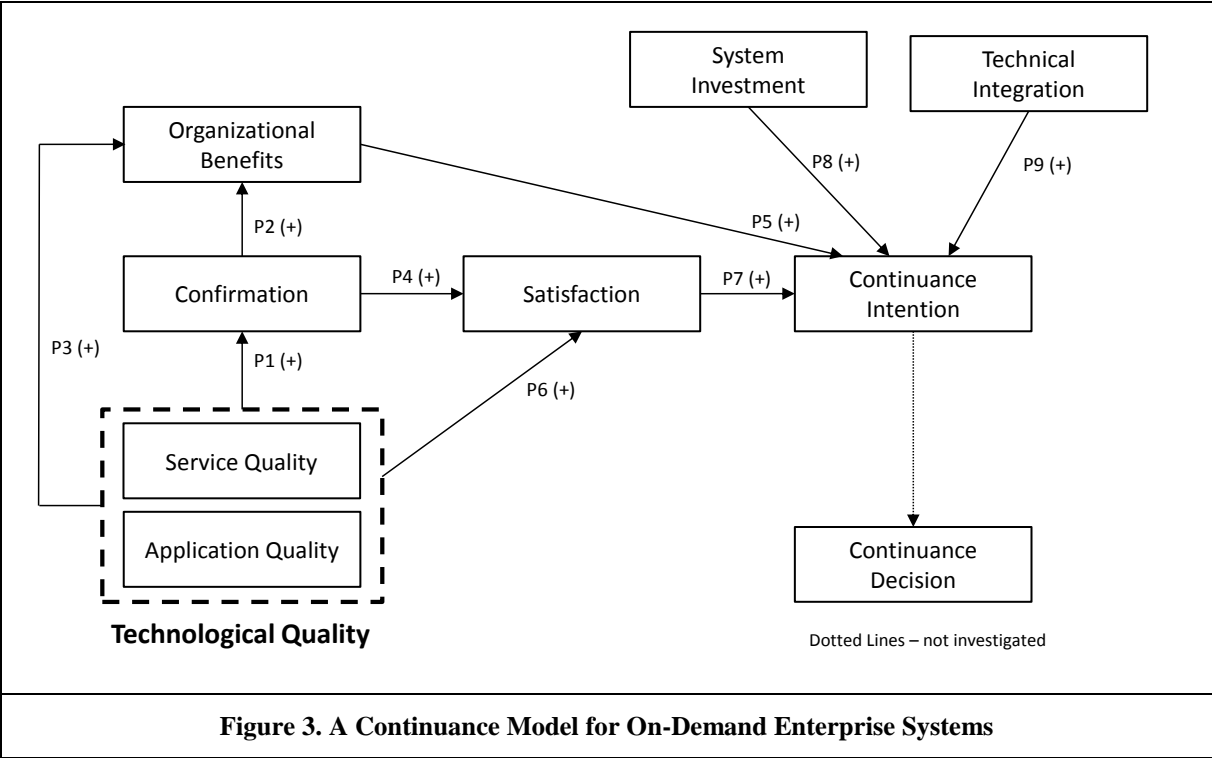 System
Investment
Technical
Integration
Organizational
Benefits
P8 (+)
P9 (+)
P2 (+)
P5 (+)
Confirmation
P4 (+)
Satisfaction
P7 (+)
Continuance
Intention
P3 (+)
P1 (+)
P6 (+)
Service Quality
Application Quality
Continuance
Decision
Technological Quality
Dotted Lines – not investigated
Figure 3. A Continuance Model for On-Demand Enterprise Systems